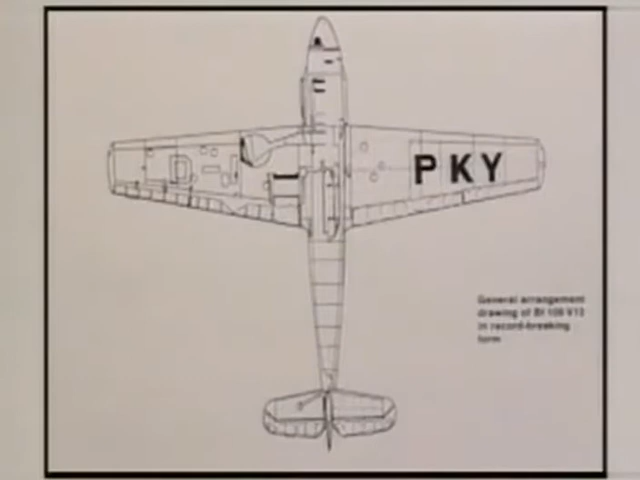 PKY
General arrangement
drawing of Bf 109 V13
in record-breaking
form